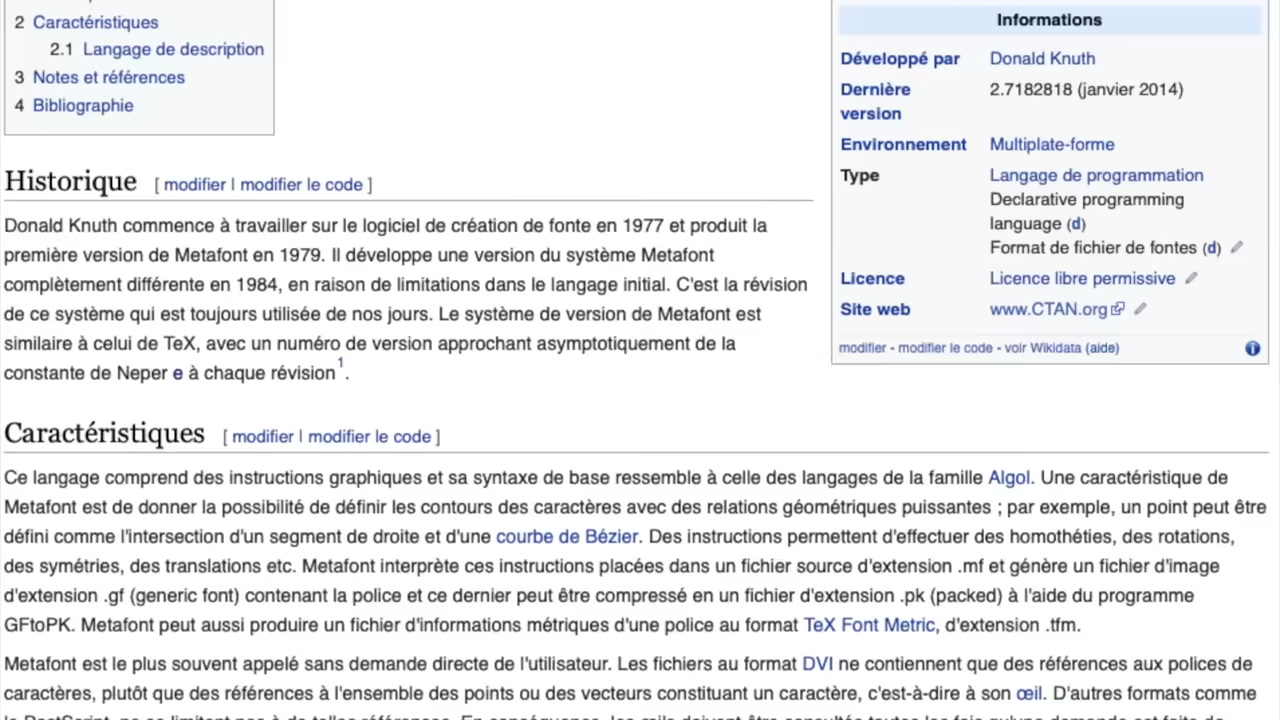 2 Caractéristiques
2.1 Langage de description
3 Notes et références
4 Bibliographie
Informations
Développé par Donald Knuth
Dernière version 2.7182818 (janvier 2014)
Environnement Multiplate-forme
Type Langage de programmation
Declarative programming
language (d)
Format de fichier de fontes (d)
Licence Licence libre permissive
Site web www.CTAN.org
modifier - modifier le code - voir Wikidata (aide)
Historique [ modifier | modifier le code ]
Donald Knuth commence à travailler sur le logiciel de création de fonte en 1977 et produit la
première version de Metafont en 1979. Il développe une version du système Metafont
complètement différente en 1984, en raison de limitations dans le langage initial. C'est la révision
de ce système qui est toujours utilisée de nos jours. Le système de version de Metafont est
similaire à celui de TeX, avec un numéro de version approchant asymptotiquement de la
constante de Neper e à chaque révision 1.
Caractéristiques [ modifier | modifier le code ]
Ce langage comprend des instructions graphiques et sa syntaxe de base ressemble à celle des langages de la famille Algol. Une caractéristique de
Metafont est de donner la possibilité de définir les contours des caractères avec des relations géométriques puissantes ; par exemple, un point peut être
défini comme l'intersection d'un segment de droite et d'une courbe de Bézier. Des instructions permettent d'effectuer des homothéties, des rotations,
des symétries, des translations etc. Metafont interprète ces instructions placées dans un fichier source d'extension .mf et génère un fichier d'image
d'extension .gf (generic font) contenant la police et ce dernier peut être compressé en un fichier d'extension .pk (packed) à l'aide du programme
GFtoPK. Metafont peut aussi produire un fichier d'informations métriques d'une police au format TeX Font Metric, d'extension .tfm.
Metafont est le plus souvent appelé sans demande directe de l'utilisateur. Les fichiers au format DVI ne contiennent que des références aux polices de
caractères, plutôt que des références à l'ensemble des points ou des vecteurs constituant un caractère, c'est-à-dire à son œil. D'autres formats comme